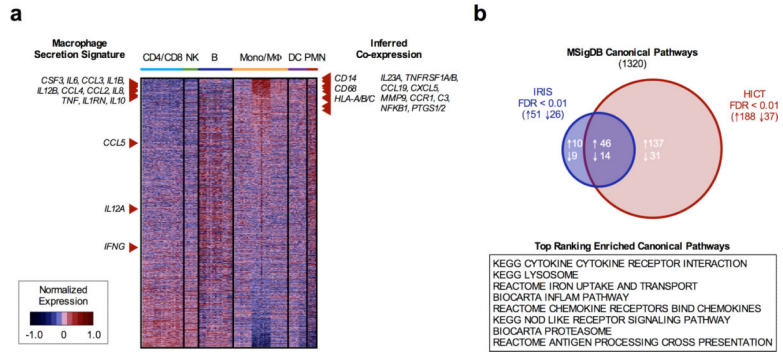 a
Macrophage
Secretion Signature
CD4/CD8 NK B Mono/MΦ DC PMN
Inferred
Co-expression
CSF3, IL6, CCL3, IL1B,
IL12B, CCL4, CCL2, IL8,
TNF, IL1RN, IL10
CCL5
IL12A
IFNG
CD14
CD68
HLA-A/B/C
IL23A, TNFRSF1A/B,
CCL19, CXCL5,
MMP9, CCR1, C3,
NFKB1, PTGS1/2
Normalized
Expression
-1.0 0.0 1.0
b
MSigDB Canonical Pathways
(1320)
IRIS
FDR < 0.01
(↑51 ↓26)
HICT
FDR < 0.01
(↑188 ↓37)
↑10
↓9
↑ 46
↓ 14
↑137
↓ 31
Top Ranking Enriched Canonical Pathways
KEGG CYTOKINE CYTOKINE RECEPTOR INTERACTION
KEGG LYSOSOME
REACTOME IRON UPTAKE AND TRANSPORT
BIOCARTA INFLAM PATHWAY
REACTOME CHEMOKINE RECEPTORS BIND CHEMOKINES
KEGG NOD LIKE RECEPTOR SIGNALING PATHWAY
BIOCARTA PROTEASOME
REACTOME ANTIGEN PROCESSING CROSS PRESENTATION